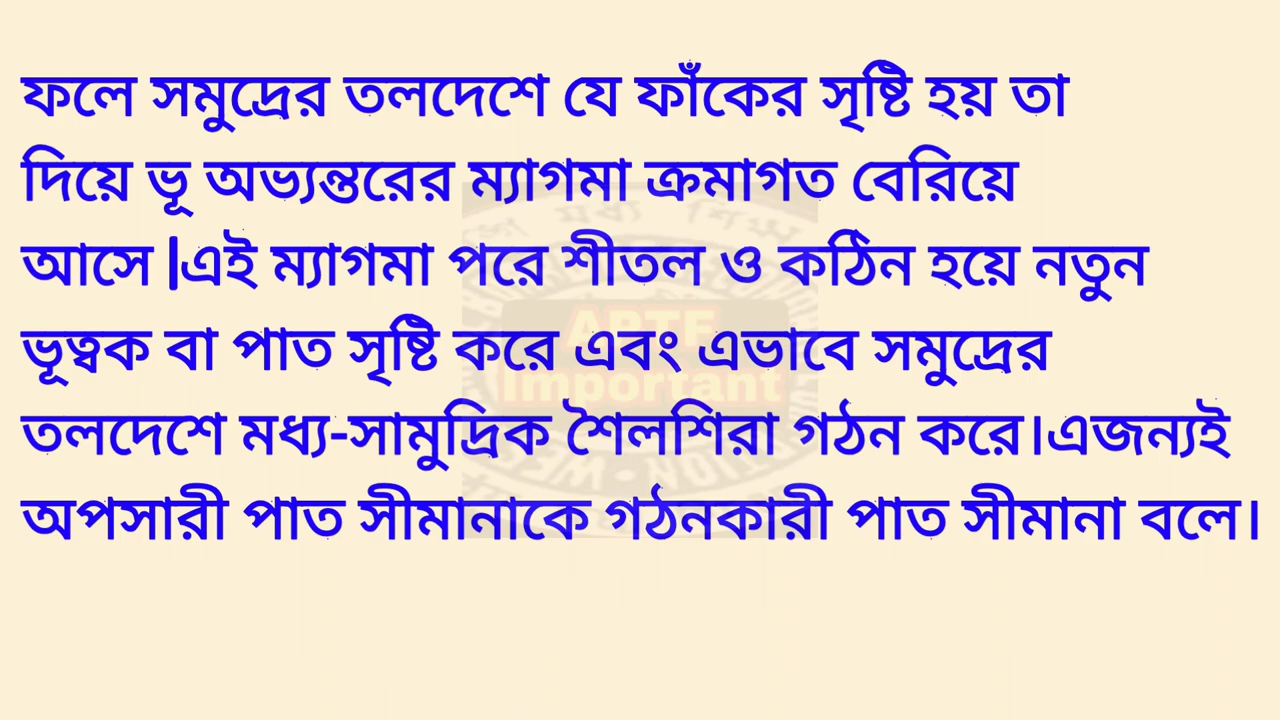 ফলে সমুদ্রের তলদেশে যে ফাঁকের সৃষ্টি হয় তা
দিয়ে ভূ অভ্যন্তরের ম্যাগমা ক্রমাগত বেরিয়ে
আসে |এই ম্যাগমা পরে শীতল ও কঠিন হয়ে নতুন
ভূত্বক বা পাত সৃষ্টি করে এবং এভাবে সমুদ্রের
তলদেশে মধ্য-সামুদ্রিক শৈলশিরা গঠন করে।এজন্যই
অপসারী পাত সীমানাকে গঠনকারী পাত সীমানা বলে।
Important